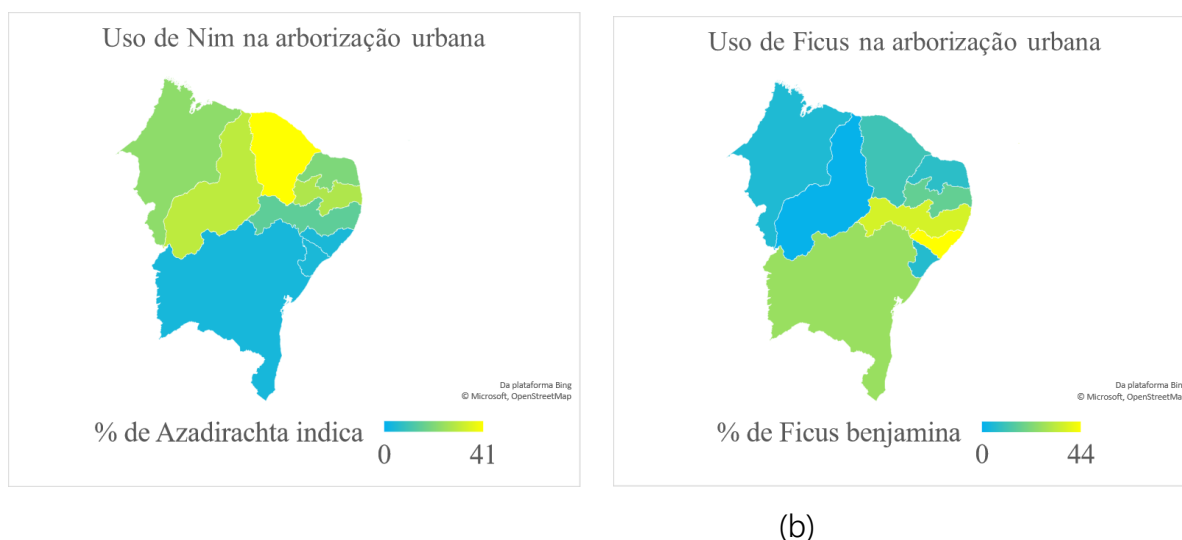 Uso de Nim na arborização urbana
Da plataforma Bing
© Microsoft, OpenStreetMap
% de Azadirachta indica
0
41
Uso de Ficus na arborização urbana
Da plataforma Bing
© Microsoft, OpenStreetMap
% de Ficus benjamina
0
44
(b)